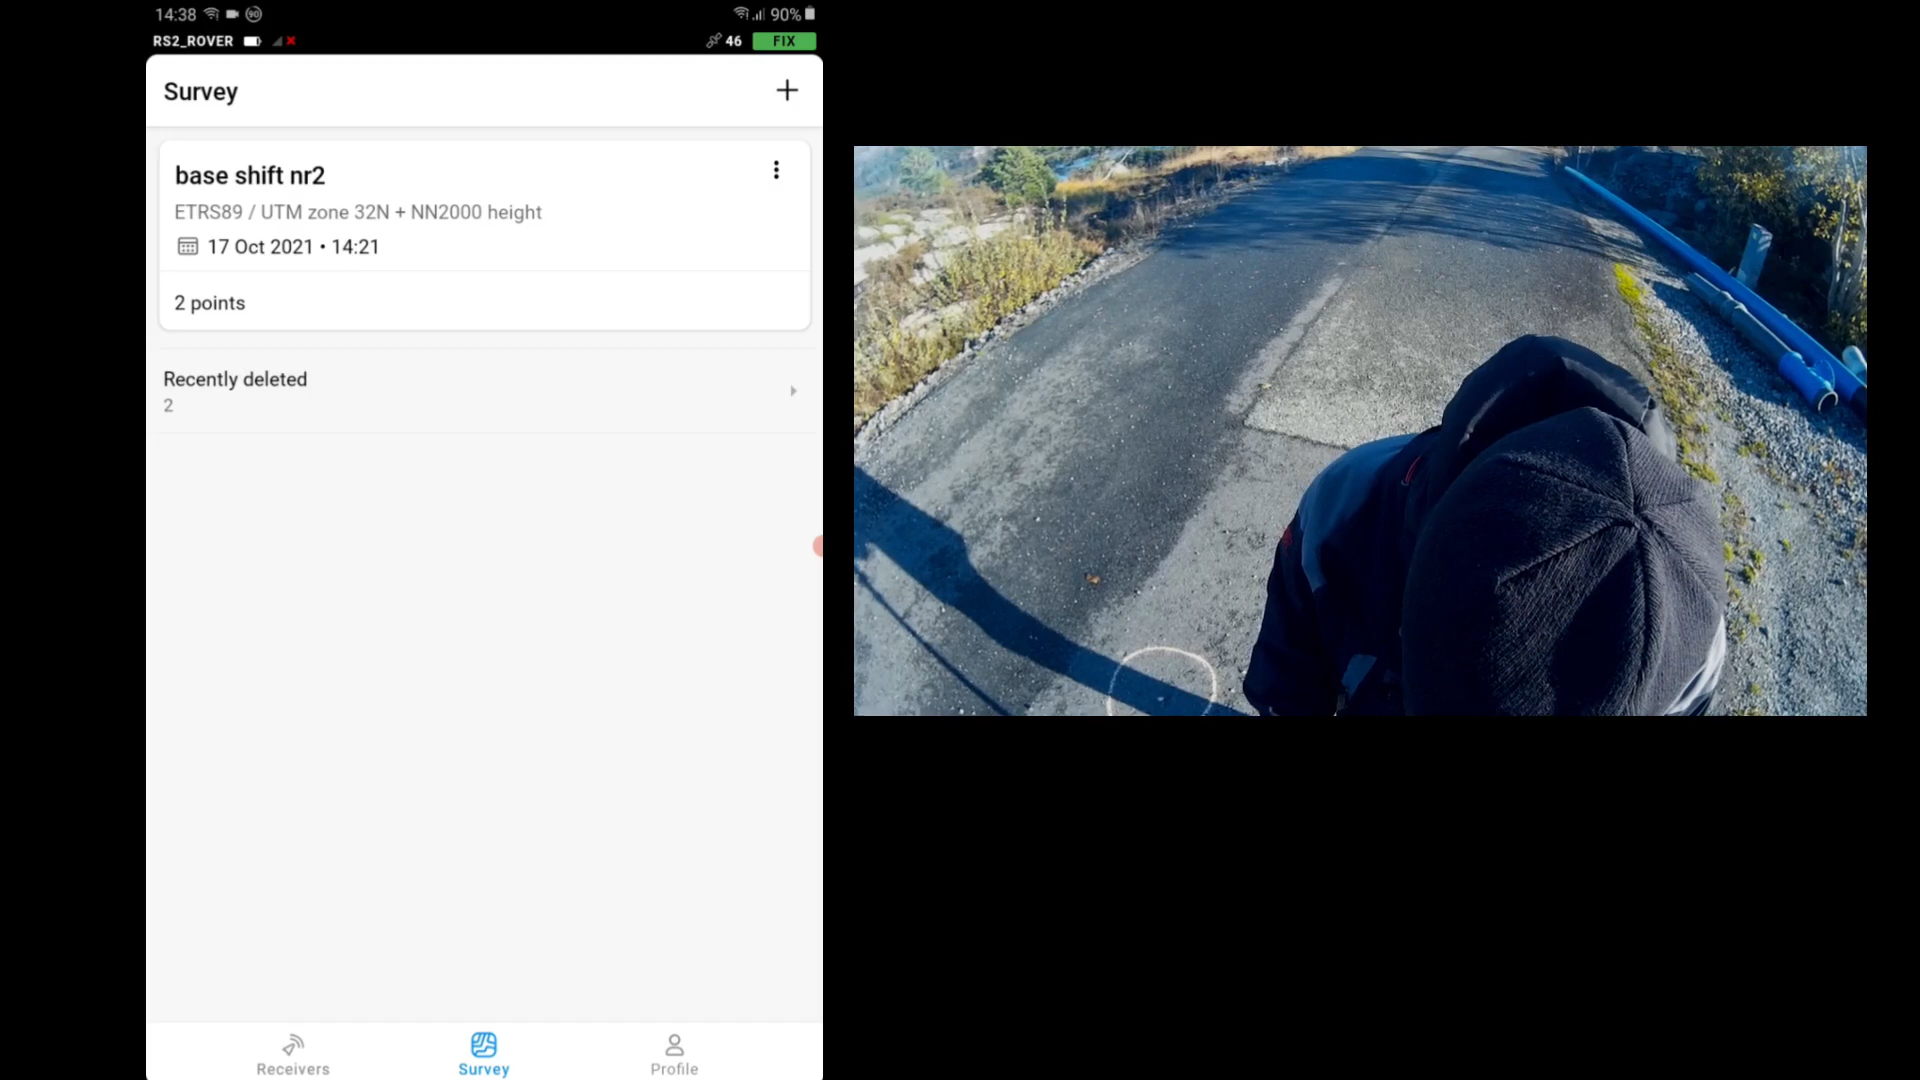 14:38 90 90%
RS2_ROVER 46 FIX
Survey
base shift nr2
ETRS89 / UTM zone 32N + NN2000 height
17 Oct 2021 • 14:21
2 points
Recently deleted
2
Receivers Survey Profile